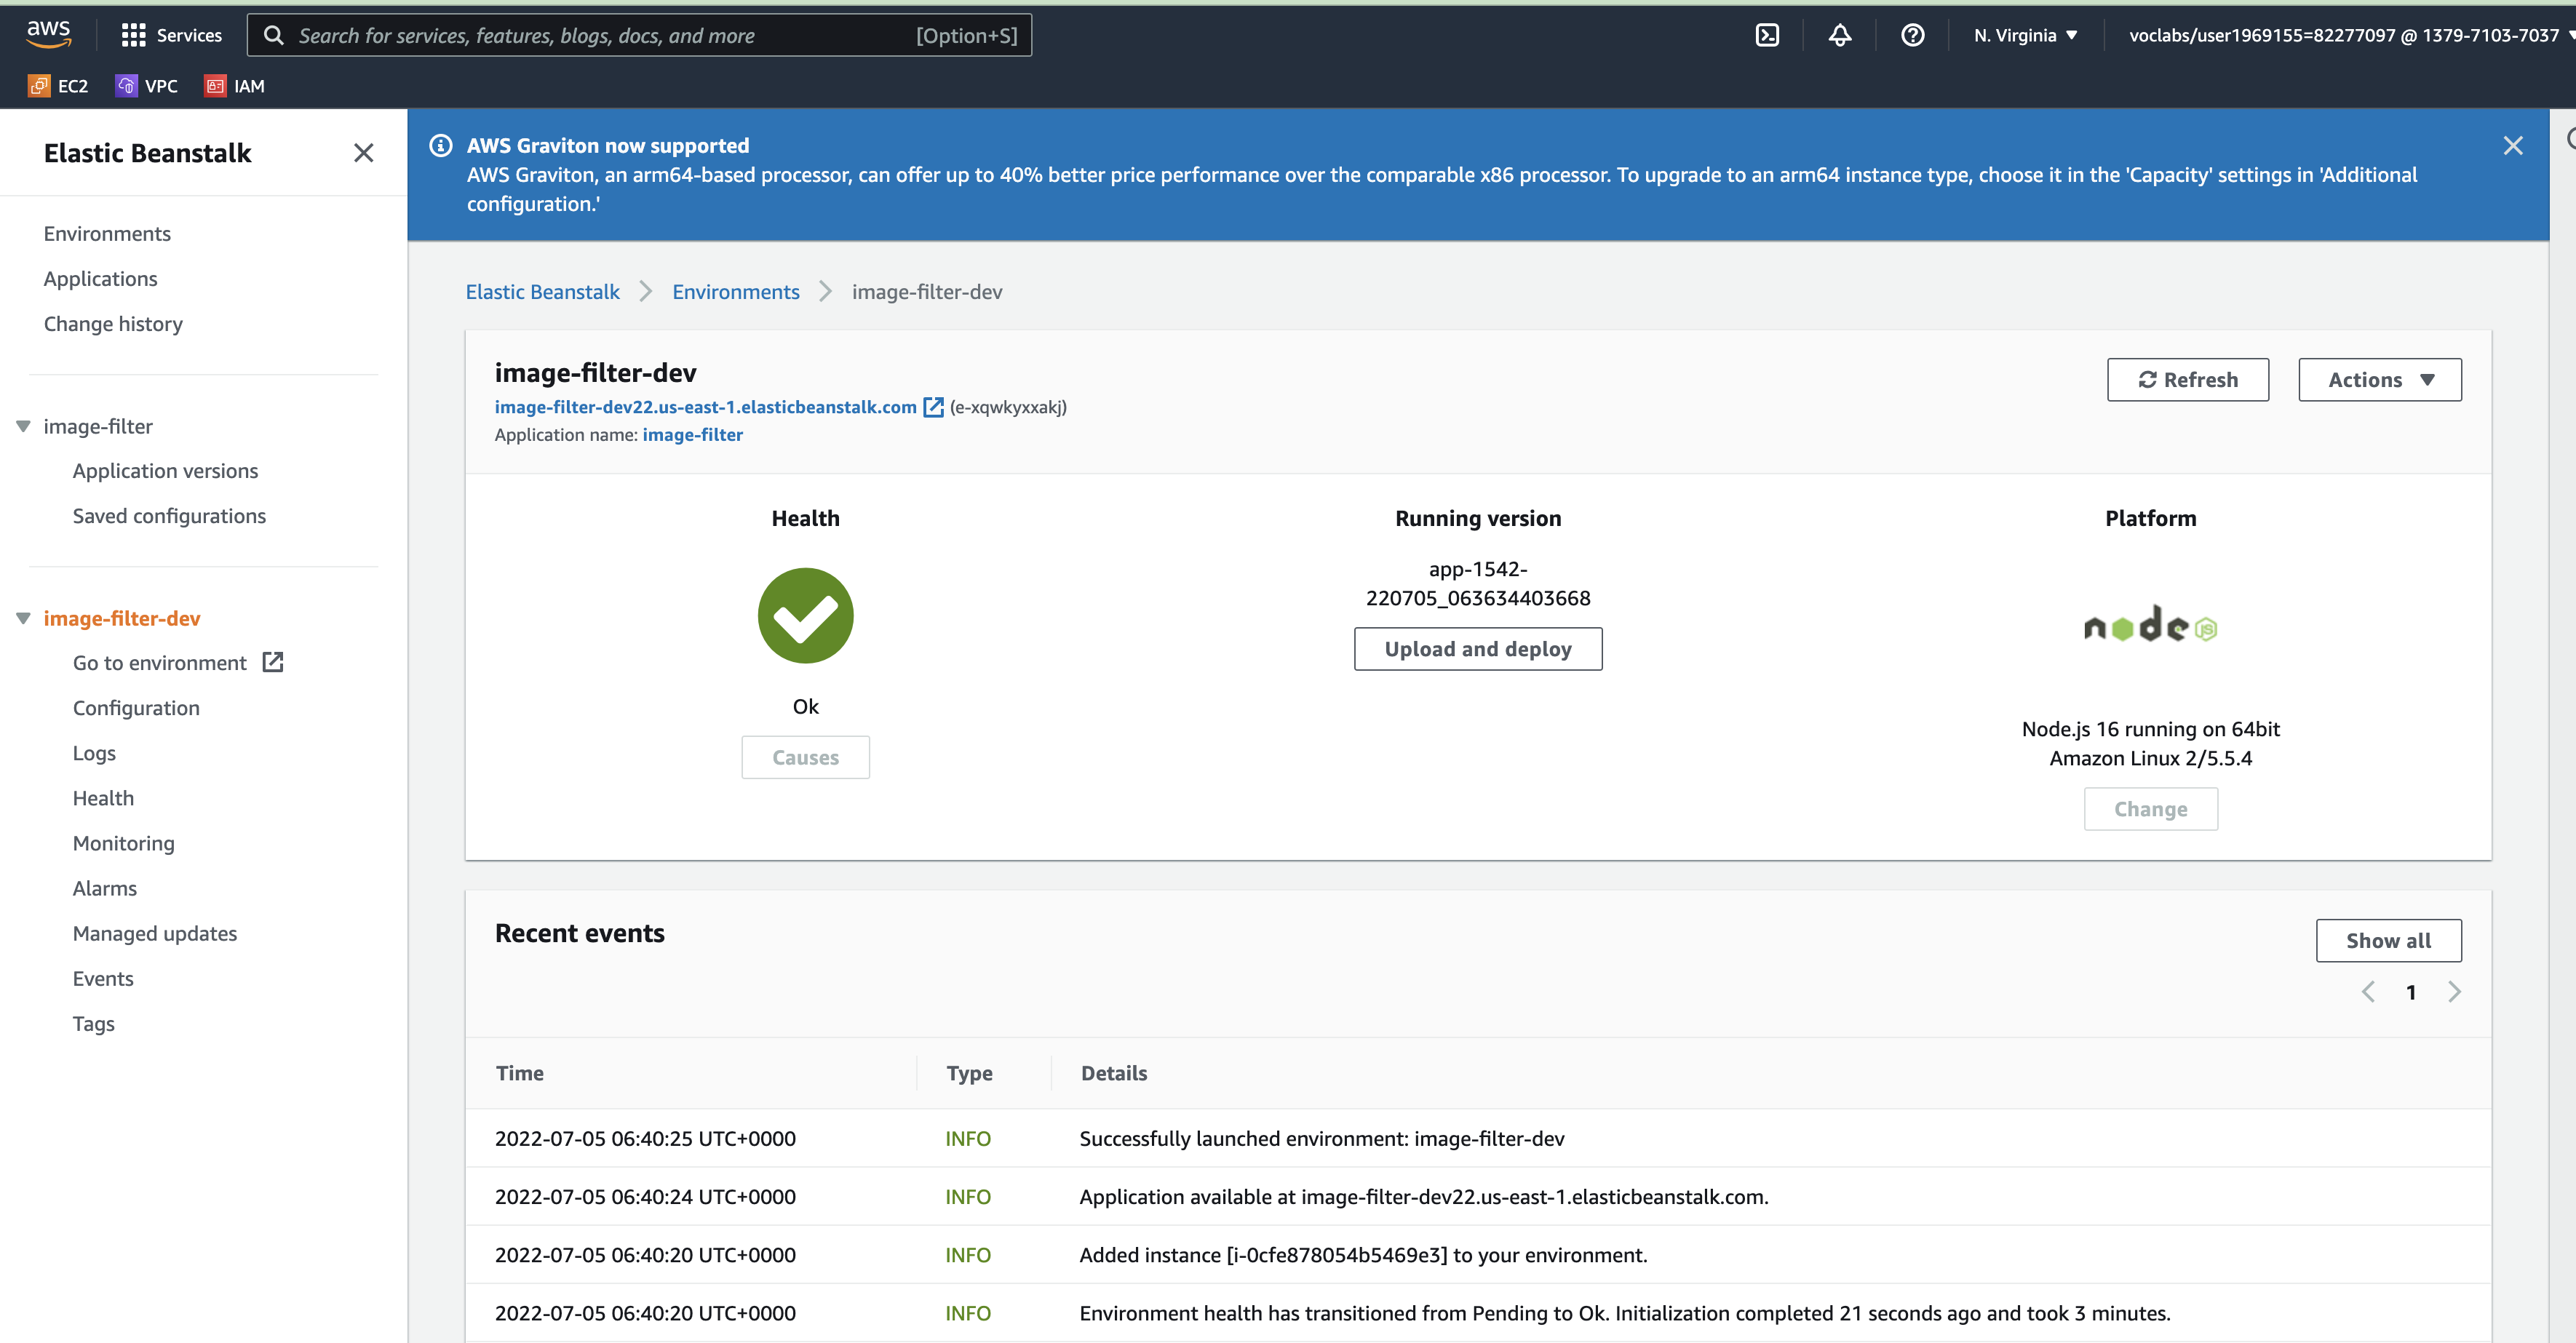 aws
Services
Search for services, features, blogs, docs, and more
[Option+S]
N. Virginia
voclabs/user1969155=82277097 @ 1379-7103-7037
EC2
VPC
IAM
Elastic Beanstalk
Environments
Applications
Change history
image-filter
Application versions
Saved configurations
image-filter-dev
Go to environment
Configuration
Logs
Health
Monitoring
Alarms
Managed updates
Events
Tags
AWS Graviton now supported
AWS Graviton, an arm64-based processor, can offer up to 40% better price performance over the comparable x86 processor. To upgrade to an arm64 instance type, choose it in the 'Capacity' settings in 'Additional
configuration.'
Elastic Beanstalk
Environments
image-filter-dev
image-filter-dev
image-filter-dev22.us-east-1.elasticbeanstalk.com (e-xqwkyxxakj)
Application name: image-filter
Refresh
Actions
Health
Ok
Causes
Running version
app-1542-
220705_063634403668
Upload and deploy
Platform
node JS
Node.js 16 running on 64bit
Amazon Linux 2/5.5.4
Change
Recent events
Show all
1
Time Type Details
2022-07-05 06:40:25 UTC+0000 INFO Successfully launched environment: image-filter-dev
2022-07-05 06:40:24 UTC+0000 INFO Application available at image-filter-dev22.us-east-1.elasticbeanstalk.com.
2022-07-05 06:40:20 UTC+0000 INFO Added instance [i-0cfe878054b5469e3] to your environment.
2022-07-05 06:40:20 UTC+0000 INFO Environment health has transitioned from Pending to Ok. Initialization completed 21 seconds ago and took 3 minutes.